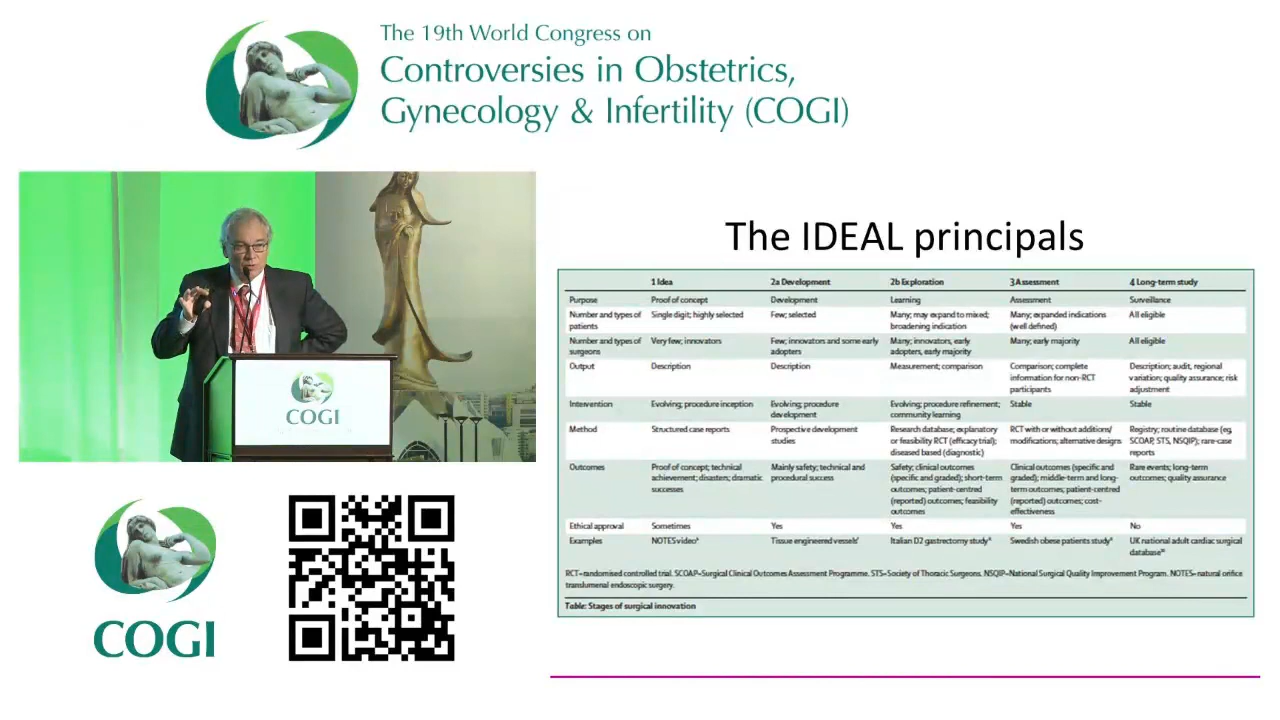 The 19th World Congress on
Controversies in Obstetrics,
Gynecology & Infertility (COGI)
COGI
COGI
The IDEAL principals
1 Idea 2a Development 2b Exploration 3 Assessment 4 Long-term study
Purpose Proof of concept Development Learning Assessment Surveillance
Number and types of patients Single digit; highly selected Few; selected Many; may expand to mixed; broadening indication Many; expanded indications (well defined) All eligible
Number and types of surgeons Very few; innovators Few; innovators and some early adopters Many; innovators, early adopters, early majority Many; early majority All eligible
Output Description Description Measurement; comparison Comparison; complete information for non-RCT participants Description; audit, regional variation; quality assurance; risk adjustment
Intervention Evolving; procedure inception Evolving; procedure development Evolving; procedure refinement; community learning Stable Stable
Method Structured case reports Prospective development studies Research database; explanatory or feasibility RCT (efficacy trial); diseased based (diagnostic) RCT with or without additions/modifications; alternative designs Registry; routine database (eg, SCOAP, STS, NSQIP); rare-case reports
Outcomes Proof of concept; technical achievement; disasters; dramatic successes Mainly safety; technical and procedural success Safety; clinical outcomes (specific and graded); short-term outcomes; patient-centred (reported) outcomes; feasibility outcomes Clinical outcomes (specific and graded); middle-term and long-term outcomes; patient-centred (reported) outcomes; cost-effectiveness Rare events; long-term outcomes; quality assurance
Ethical approval Sometimes Yes Yes Yes No
Examples NOTES video Tissue engineered vessels Italian D2 gastrectomy study Swedish obese patients study UK national adult cardiac surgical database
RCT=randomised controlled trial. SCOAP=Surgical Clinical Outcomes Assessment Programme. STS=Society of Thoracic Surgeons. NSQIP=National Surgical Quality Improvement Program. NOTES=natural orifice
translumenal endoscopic surgery.
Table: Stages of surgical innovation